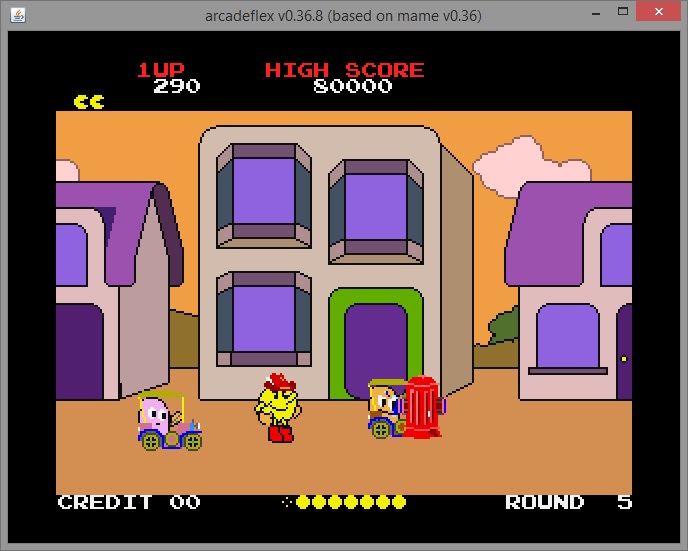 arcadeflex v0.36.8 (based on mame v0.36)
1UP HIGH SCORE
290 80000
CREDIT 00 ROUND 5